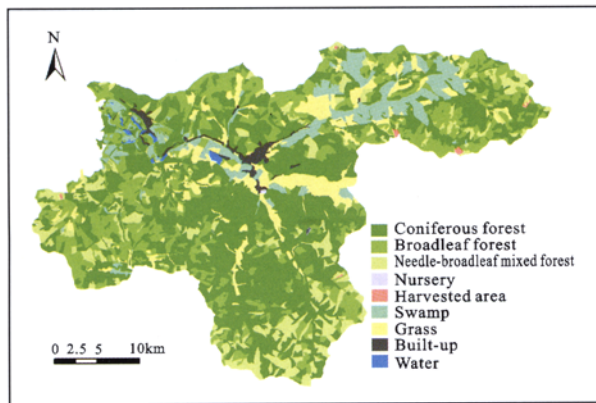 N
Coniferous forest
Broadleaf forest
Needle-broadleaf mixed forest
Nursery
Harvested area
Swamp
Grass
Built-up
Water
0 2.5 5 10km